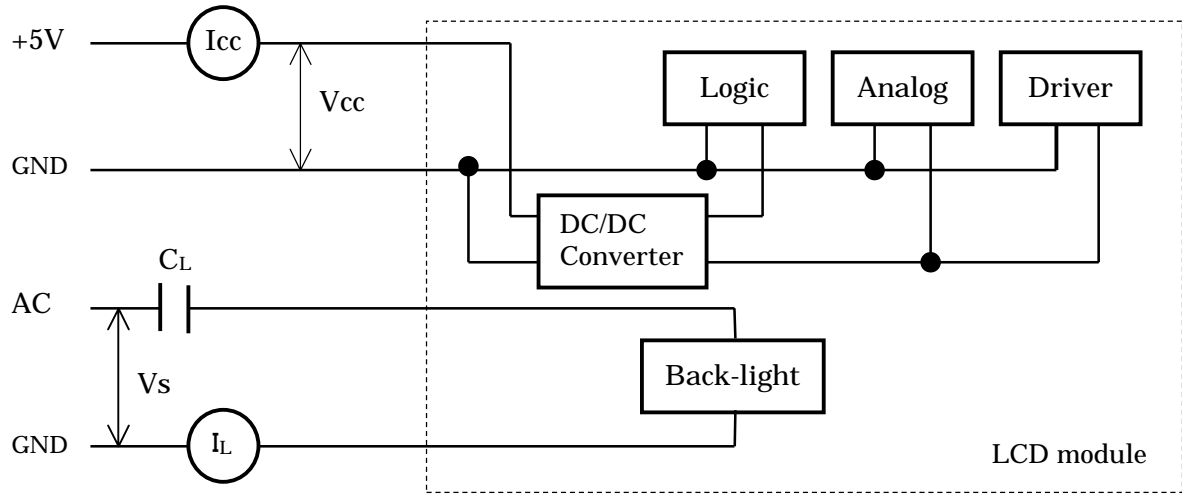 +5V
Icc
Vcc
GND
Logic
Analog
Driver
DC/DC
Converter
CL
AC
Vs
Back-light
GND
IL
LCD module